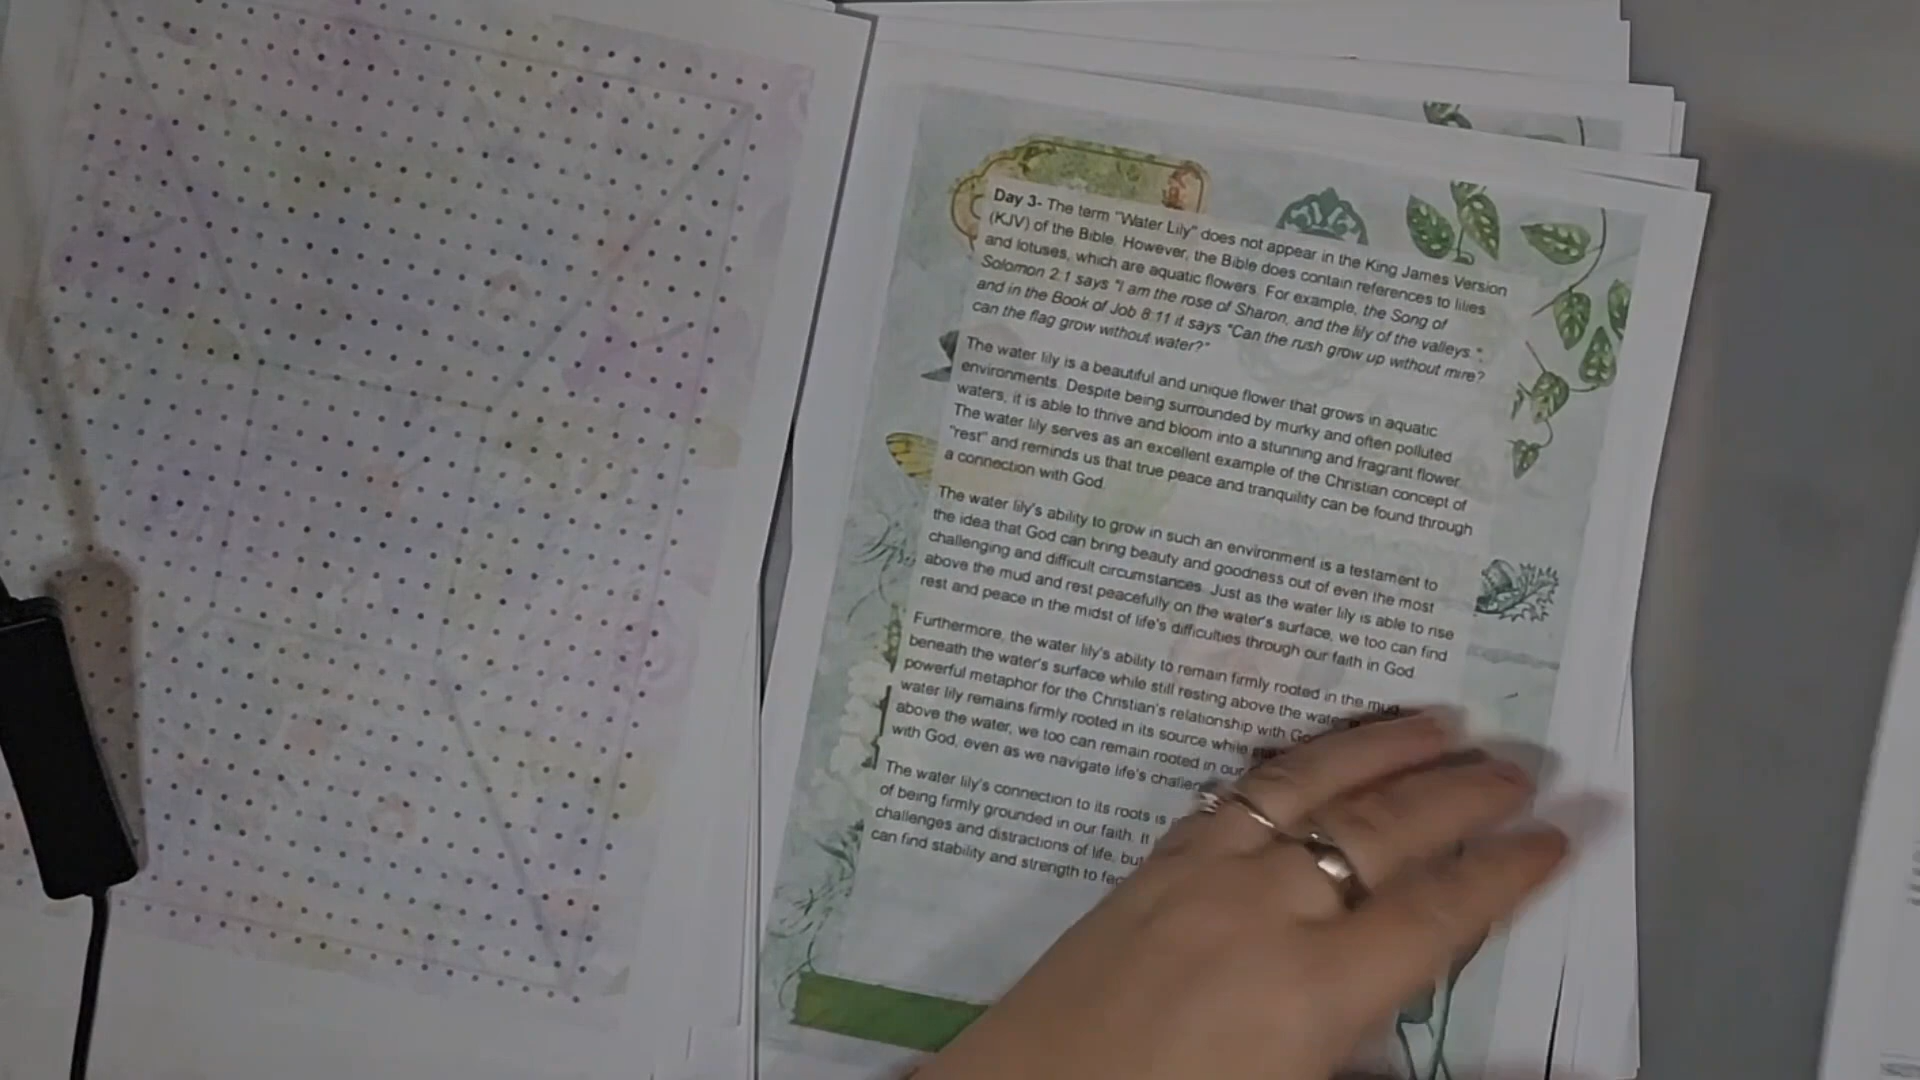 Day 3- The term "Water Lily" does not appear in the King James Version
(KJV) of the Bible. However, the Bible does contain references to lilies
and lotuses, which are aquatic flowers. For example, the Song of
Solomon 2:1 says "I am the rose of Sharon, and the lily of the valleys.",
and in the Book of Job 8:11 it says "Can the rush grow up without mire?
can the flag grow without water?"
The water lily is a beautiful and unique flower that grows in aquatic
environments. Despite being surrounded by murky and often polluted
waters, it is able to thrive and bloom into a stunning and fragrant flower.
The water lily serves as an excellent example of the Christian concept of
"rest" and reminds us that true peace and tranquility can be found through
a connection with God.
The water lily's ability to grow in such an environment is a testament to
the idea that God can bring beauty and goodness out of even the most
challenging and difficult circumstances. Just as the water lily is able to rise
above the mud and rest peacefully on the water's surface, we too can find
rest and peace in the midst of life's difficulties through our faith in God.
Furthermore, the water lily's ability to remain firmly rooted in the mud
beneath the water's surface while still resting above the water
powerful metaphor for the Christian's relationship with God
water lily remains firmly rooted in its source while
above the water, we too can remain rooted in our
with God, even as we navigate life's
The water lily's connection to its roots is
of being firmly grounded in our faith. It
challenges and distractions of life, but
can find stability and strength to